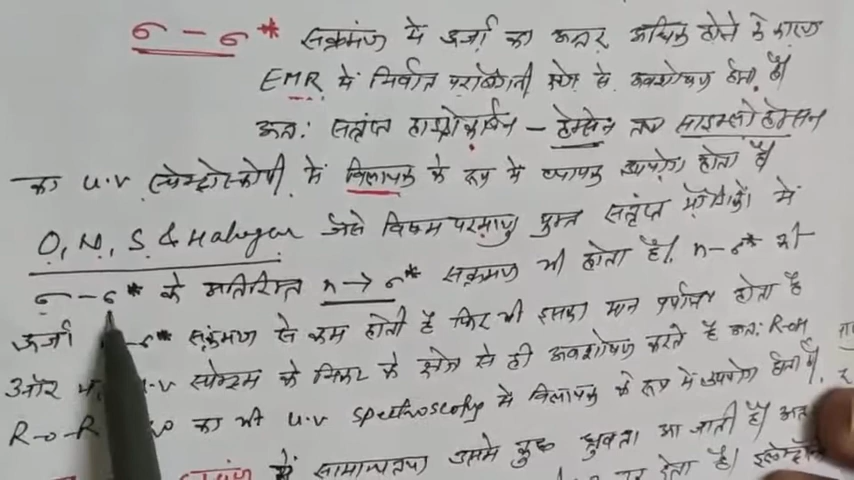 σ – σ* संक्रमण में ऊर्जा का अन्तर अधिक होने के कारण
EMR में निर्वात पराबैंगनी क्षेत्र से अवशोषण होता है।
अतः संतृप्त हाइड्रोकार्बन – हेक्सेन तथा साइक्लोहेक्सेन
का U.V स्पेक्ट्रोस्कोपी में विलायक के रूप में व्यापक उपयोग होता है
O, N, S & Halogen जैसे विषम परमाणु युक्त संतृप्त यौगिकों में
σ – σ* के अतिरिक्त n → σ* संक्रमण भी होता है। n – σ* की
ऊर्जा σ* संक्रमण से कम होती है फिर भी इसका मान पर्याप्त होता है
और U-V स्पेक्ट्रम के निकट के क्षेत्र से ही अवशोषण करते है अतः R-OH
R-O-R का भी U.V Spectroscopy में विलायक के रूप में उपयोग होता है,
में सामान्यतया उसमे कुछ ध्रुवता आ जाती है।
होता है।